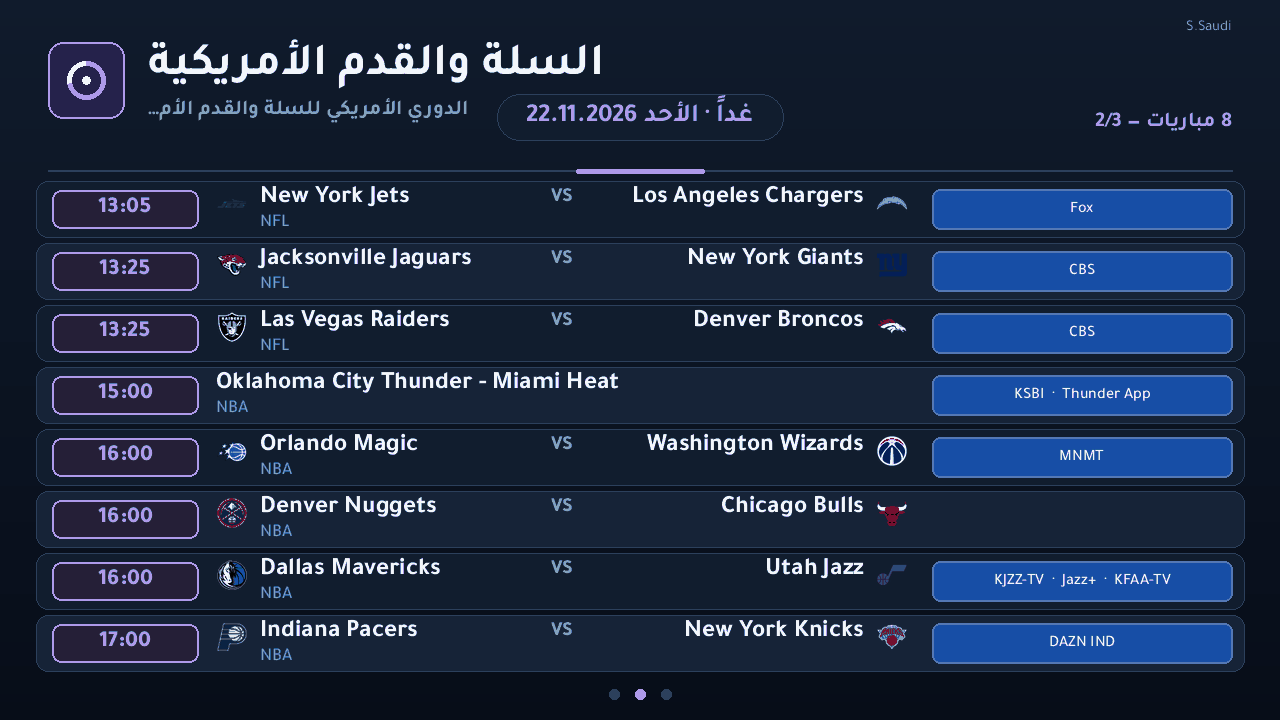 S.Saudi
السلة والقدم الأمريكية
الدوري الأمريكي للسلة والقدم الأم...
غداً · الأحد 22.11.2026
8 مباريات – 2/3
13:05 New York Jets VS Los Angeles Chargers Fox
NFL
13:25 Jacksonville Jaguars VS New York Giants CBS
NFL
13:25 Las Vegas Raiders VS Denver Broncos CBS
NFL
15:00 Oklahoma City Thunder - Miami Heat KSBI · Thunder App
NBA
16:00 Orlando Magic VS Washington Wizards MNMT
NBA
16:00 Denver Nuggets VS Chicago Bulls
NBA
16:00 Dallas Mavericks VS Utah Jazz KJZZ-TV · Jazz+ · KFAA-TV
NBA
17:00 Indiana Pacers VS New York Knicks DAZN IND
NBA